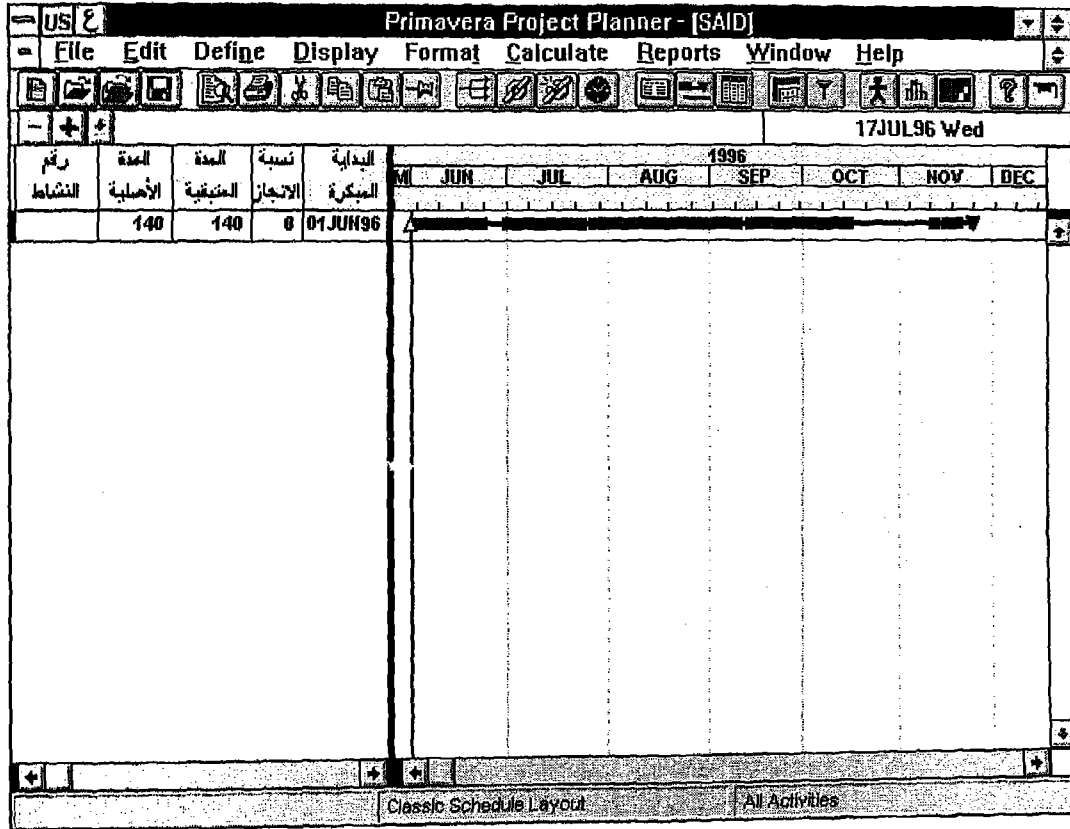 US ع Primavera Project Planner - [SAID]
File Edit Define Display Format Calculate Reports Window Help
17JUL96 Wed
رقم النشاط
المدة الأصلية
المدة المتبقية
نسبة الانجاز
البداية المبكرة
1996
M JUN JUL AUG SEP OCT NOV DEC
140 140 0 01JUN96
Classic Schedule Layout All Activities